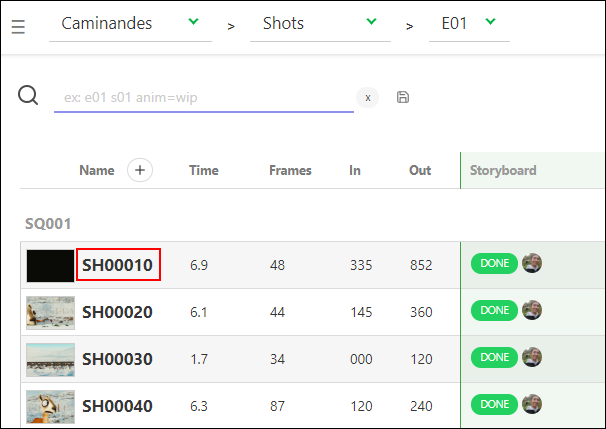 Caminandes > Shots > E01
ex: e01 s01 anim=wip x
Name + Time Frames In Out Storyboard
SQ001
SH00010 6.9 48 335 852 DONE
SH00020 6.1 44 145 360 DONE
SH00030 1.7 34 000 120 DONE
SH00040 6.3 87 120 240 DONE